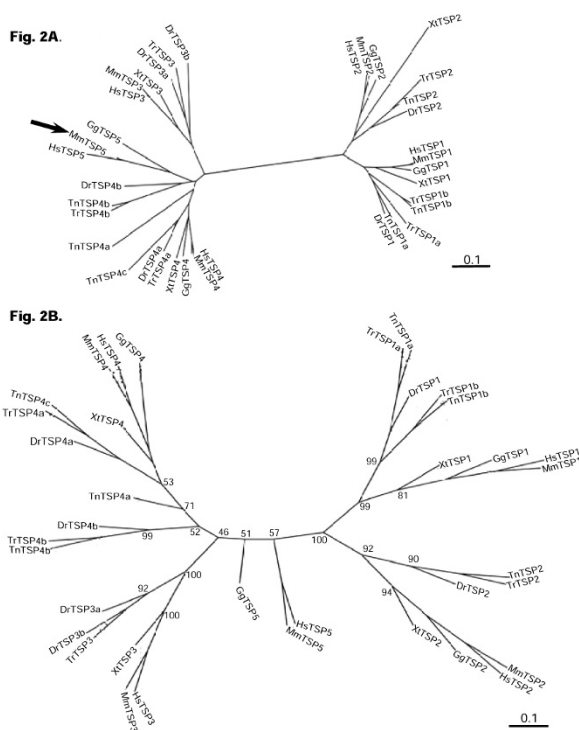 Fig. 2A.
DrTSP3b
TrTSP3
DrTSP3a
XtTSP3
MmTSP3
HsTSP3
GgTSP5
MmTSP5
HsTSP5
DrTSP4b
TnTSP4b
TrTSP4b
TnTSP4a
TnTSP4c
DrTSP4a
TrTSP4a
XtTSP4
GgTSP4
MmTSP4
HsTSP4
XtTSP2
GgTSP2
MmTSP2
HsTSP2
TrTSP2
TnTSP2
DrTSP2
HsTSP1
MmTSP1
GgTSP1
XtTSP1
TrTSP1b
TnTSP1b
TrTSP1a
TnTSP1a
DrTSP1
0.1
Fig. 2B.
GgTSP4
HsTSP4
MmTSP4
XtTSP4
TnTSP4c
TrTSP4a
DrTSP4a
53
TnTSP4a
71
DrTSP4b
99
TrTSP4b
TnTSP4b
52
46
51
57
100
100
92
DrTSP3a
DrTSP3b
TrTSP3
100
XtTSP3
MmTSP3
HsTSP3
GgTSP5
HsTSP5
MmTSP5
TnTSP1a
TrTSP1a
DrTSP1
TrTSP1b
TnTSP1b
99
XtTSP1
GgTSP1
HsTSP1
MmTSP1
99
81
92
90
TnTSP2
TrTSP2
DrTSP2
94
XtTSP2
GgTSP2
MmTSP2
HsTSP2
0.1